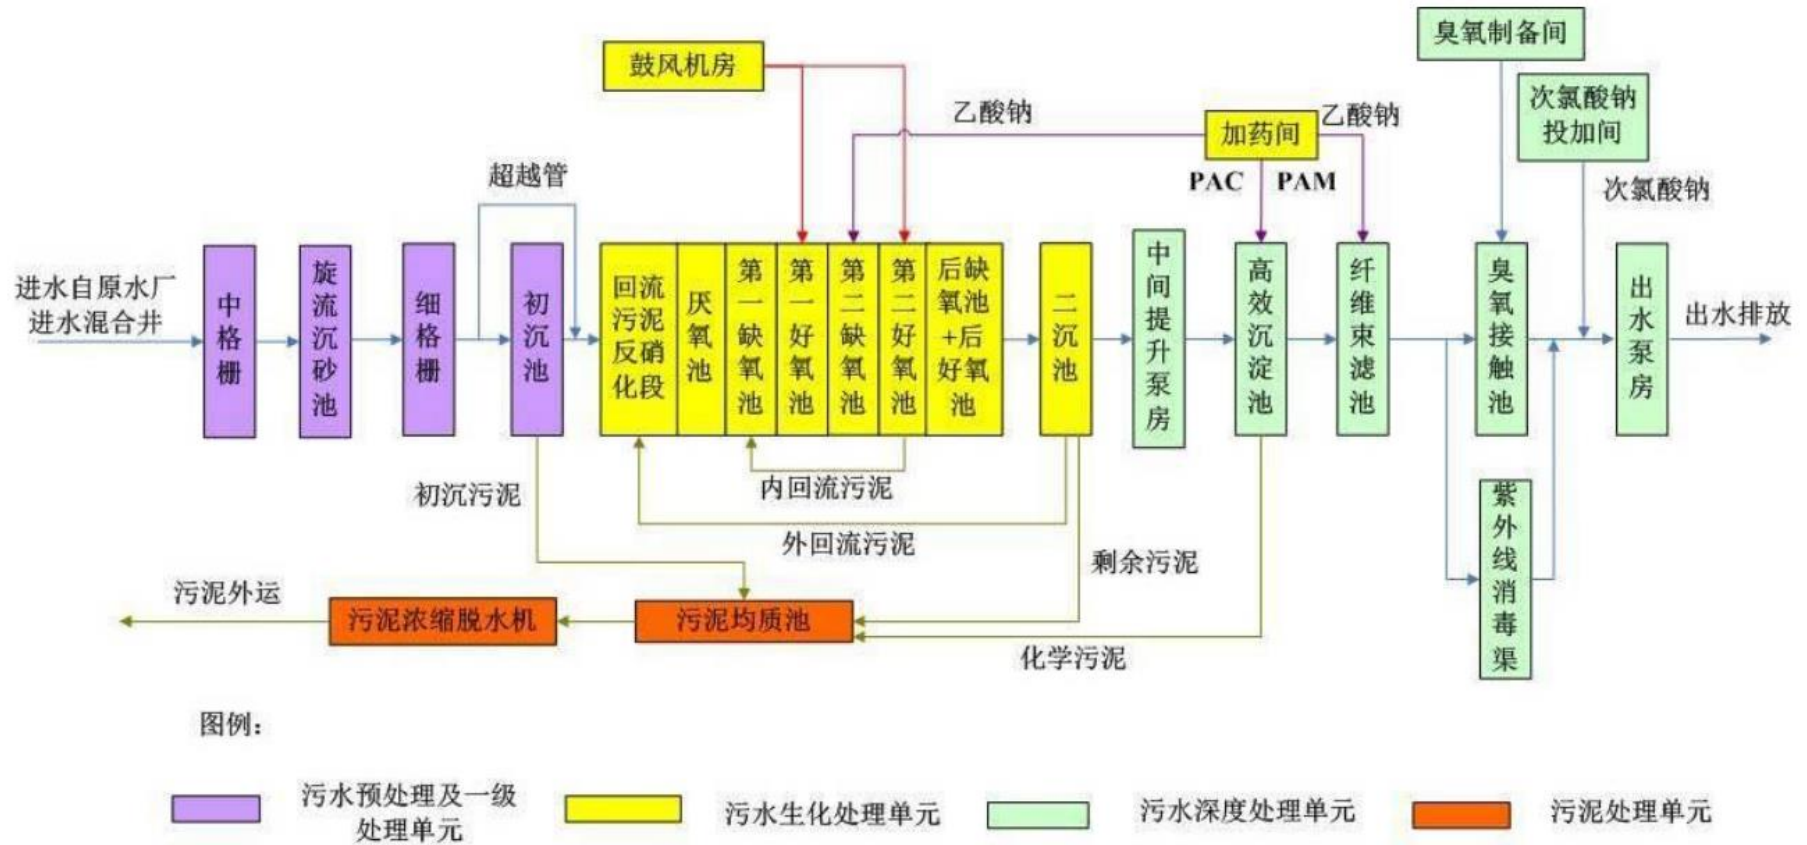 臭氧制备间
鼓风机房
次氯酸钠
投加间
乙酸钠
加药间
乙酸钠
超越管
PAC
PAM
次氯酸钠
进水自原水厂
进水混合井
中格栅
旋流沉砂池
细格栅
初沉池
回流
污泥
反硝
化段
厌氧池
第一缺氧池
第一好氧池
第二缺氧池
第二好氧池
后缺
氧池
+后
好氧
池
二沉池
中间提升泵房
高效沉淀池
纤维束滤池
臭氧接触池
出水泵房
出水排放
初沉污泥
内回流污泥
外回流污泥
剩余污泥
紫外线消毒渠
污泥外运
污泥浓缩脱水机
污泥均质池
化学污泥
图例：
污水预处理及一级
处理单元
污水生化处理单元
污水深度处理单元
污泥处理单元